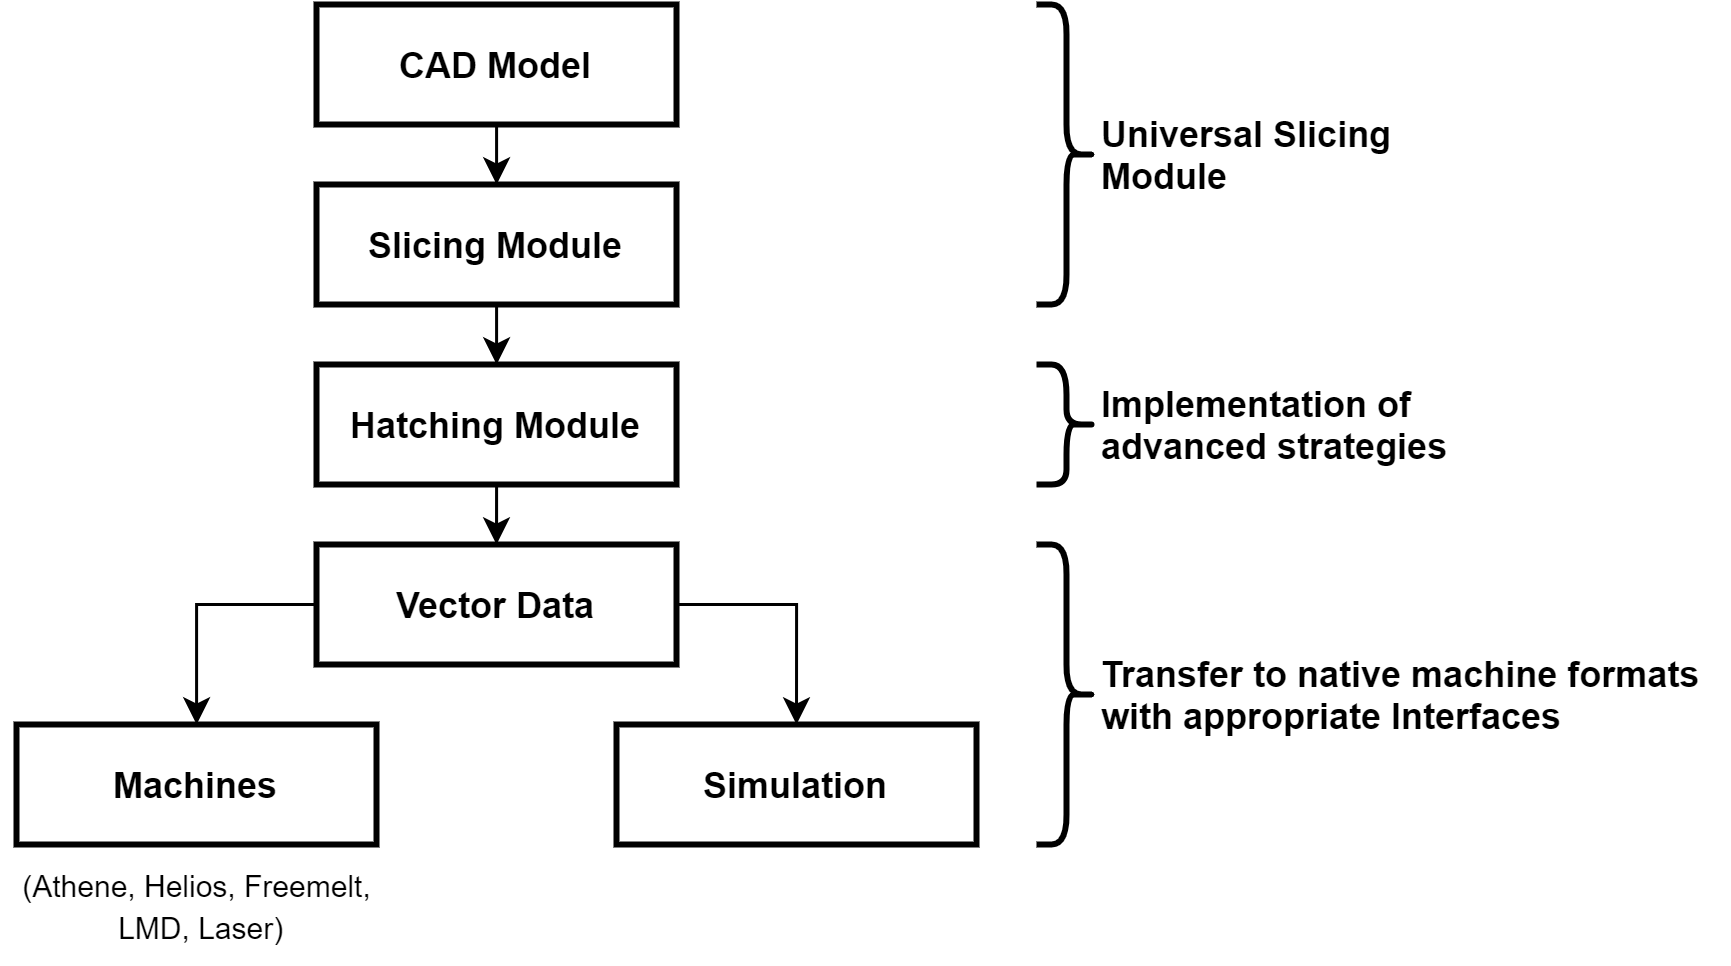 CAD Model
Universal Slicing
Module
Slicing Module
Hatching Module
Implementation of
advanced strategies
Vector Data
Transfer to native machine formats
with appropriate Interfaces
Machines
Simulation
(Athene, Helios, Freemelt,
LMD, Laser)